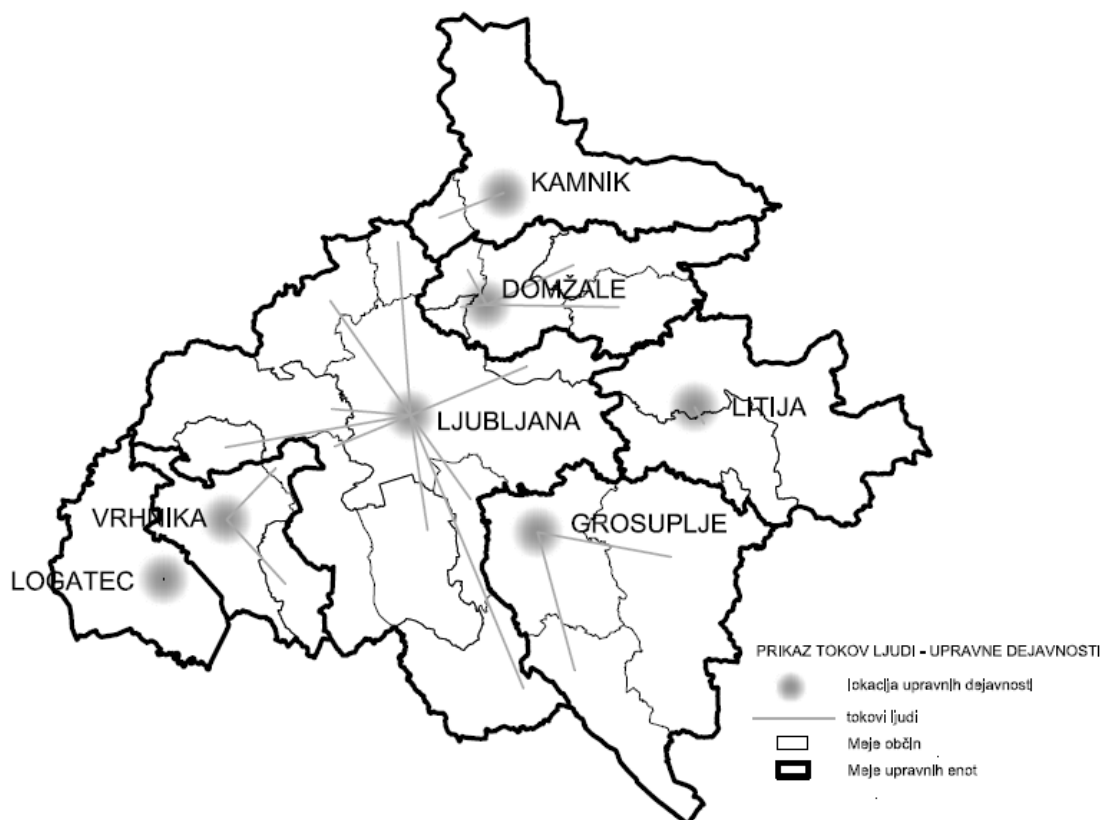 KAMNIK
DOMŽALE
LJUBLJANA
LITIJA
VRHNIKA
GROSUPLJE
LOGATEC
PRIKAZ TOKOV LJUDI - UPRAVNE DEJAVNOSTI
lokacija upravnih dejavnosti
tokovi ljudi
Meje občin
Meje upravnih enot